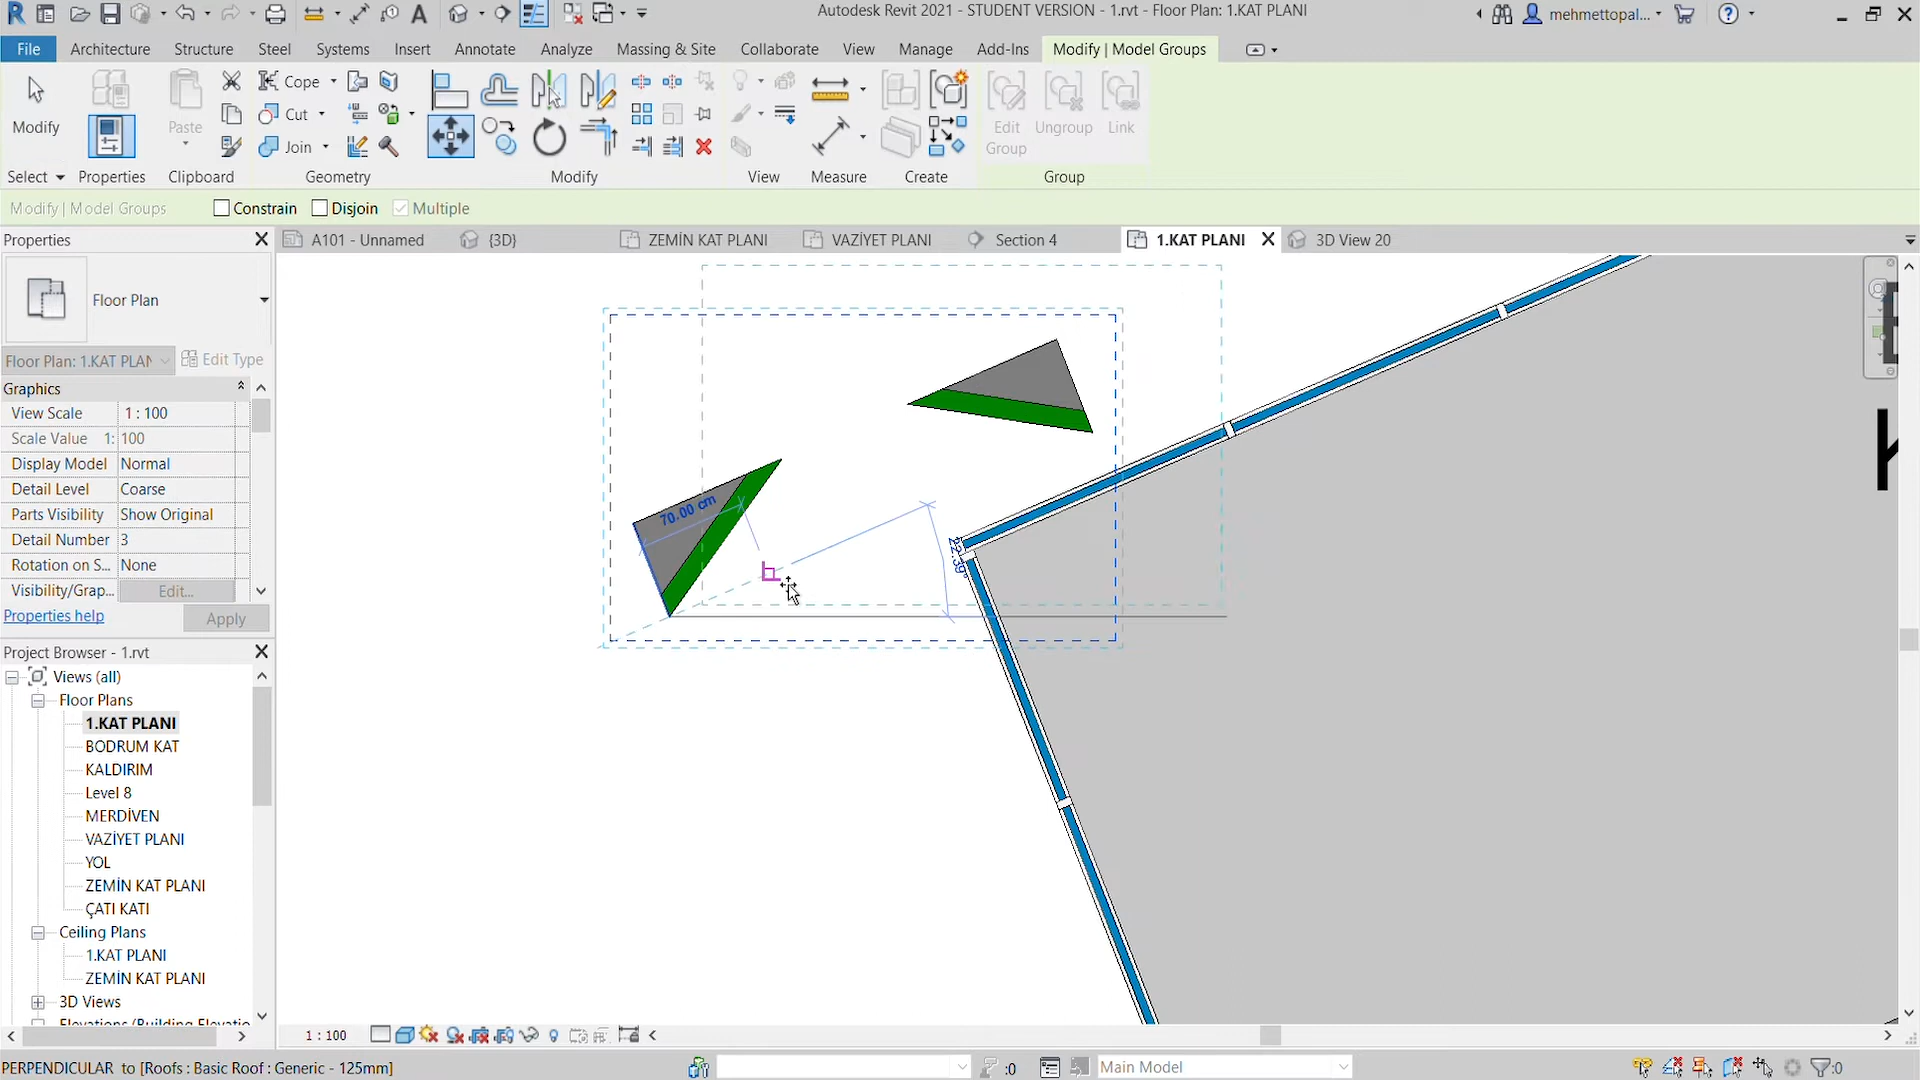 Autodesk Revit 2021 - STUDENT VERSION - 1.rvt - Floor Plan: 1.KAT PLANI
mehmettopal...
File Architecture Structure Steel Systems Insert Annotate Analyze Massing & Site Collaborate View Manage Add-Ins Modify | Model Groups
Modify
Paste
Cope
Cut
Join
Edit Group
Ungroup
Link
Select Properties Clipboard Geometry Modify View Measure Create Group
Modify | Model Groups Constrain Disjoin Multiple
Properties
A101 - Unnamed {3D} ZEMİN KAT PLANI VAZİYET PLANI Section 4 1.KAT PLANI 3D View 20
Floor Plan
Floor Plan: 1.KAT PLAN Edit Type
Graphics
View Scale 1 : 100
Scale Value 1: 100
Display Model Normal
Detail Level Coarse
Parts Visibility Show Original
Detail Number 3
Rotation on S... None
Visibility/Grap... Edit...
Properties help Apply
70.00 cm
22.39°
Project Browser - 1.rvt
Views (all)
Floor Plans
1.KAT PLANI
BODRUM KAT
KALDIRIM
Level 8
MERDİVEN
VAZİYET PLANI
YOL
ZEMİN KAT PLANI
ÇATI KATI
Ceiling Plans
1.KAT PLANI
ZEMİN KAT PLANI
3D Views
Elevations (Building Elevatio
1 : 100
PERPENDICULAR to [Roofs : Basic Roof : Generic - 125mm]
:0
Main Model
:0